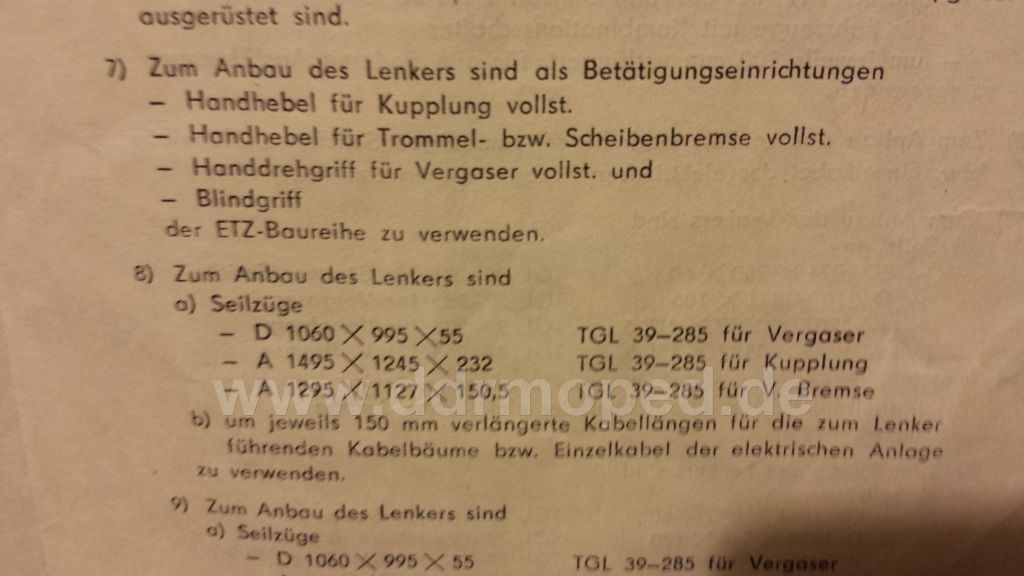 ausgerüstet sind.
7) Zum Anbau des Lenkers sind als Betätigungseinrichtungen
– Handhebel für Kupplung vollst.
– Handhebel für Trommel- bzw. Scheibenbremse vollst.
– Handdrehgriff für Vergaser vollst. und
– Blindgriff
der ETZ-Baureihe zu verwenden.
8) Zum Anbau des Lenkers sind
a) Seilzüge
– D 1060 X 995 X 55 TGL 39–285 für Vergaser
– A 1495 X 1245 X 232 TGL 39–285 für Kupplung
– A 1295 X 1127 X 150,5 TGL 39–285 für V. Bremse
www.ddrmoped.de
b) um jeweils 150 mm verlängerte Kabellängen für die zum Lenker
führenden Kabelbäume bzw. Einzelkabel der elektrischen Anlage
zu verwenden.
9) Zum Anbau des Lenkers sind
a) Seilzüge
– D 1060 X 995 X 55 TGL 39–285 für Vergaser